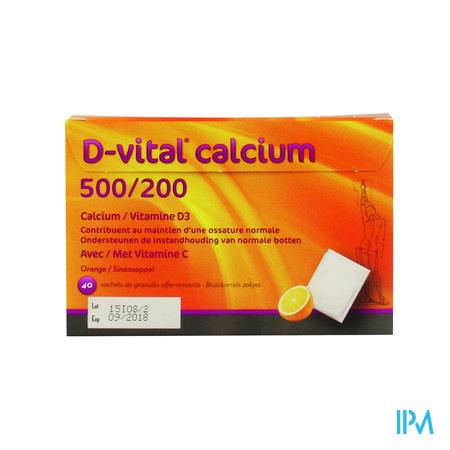 D-vital® calcium
500/200
Calcium / Vitamine D3
Contribuent au maintien d'une ossature normale
Ondersteunen de instandhouding van normale botten
Avec / Met Vitamine C
Orange / Sinaasappel
40 sachets de granulés effervescents - Bruiskorrels zakjes
Lot 15I08/2
Exp 09/2018
IPM